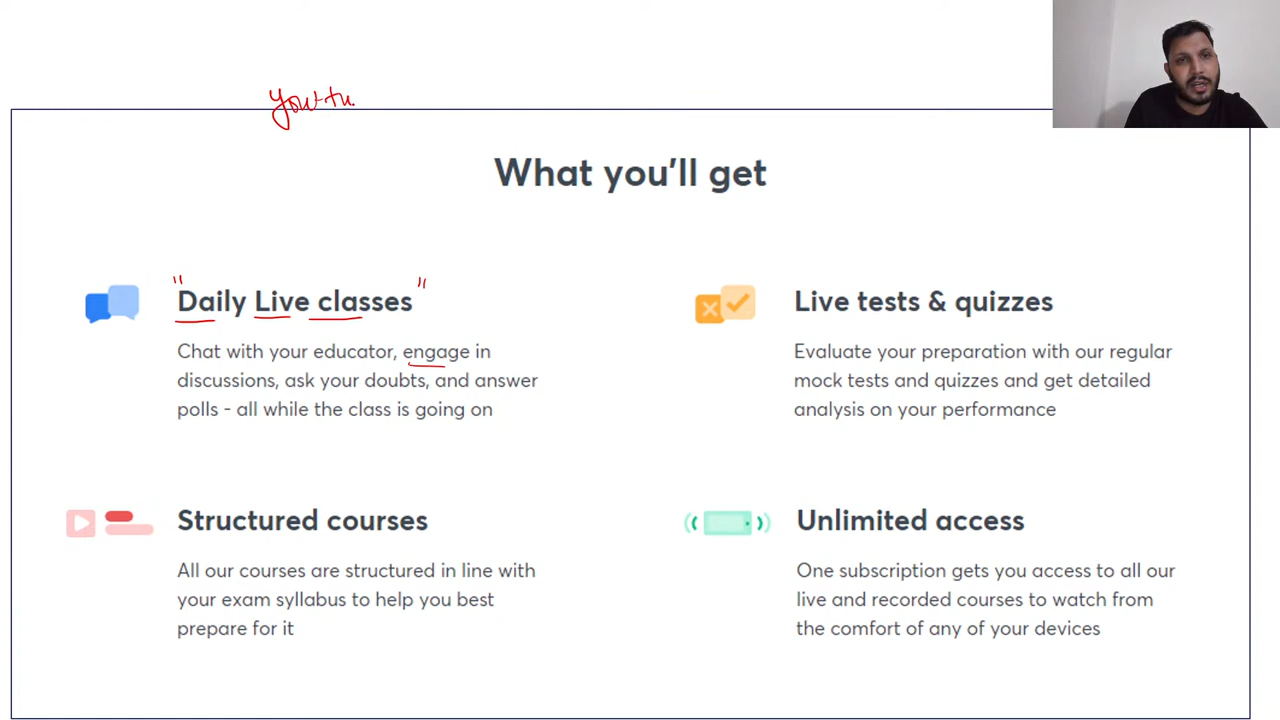 What you'll get
"Daily Live classes"
Chat with your educator, engage in
discussions, ask your doubts, and answer
polls - all while the class is going on
Live tests & quizzes
Evaluate your preparation with our regular
mock tests and quizzes and get detailed
analysis on your performance
Structured courses
All our courses are structured in line with
your exam syllabus to help you best
prepare for it
Unlimited access
One subscription gets you access to all our
live and recorded courses to watch from
the comfort of any of your devices